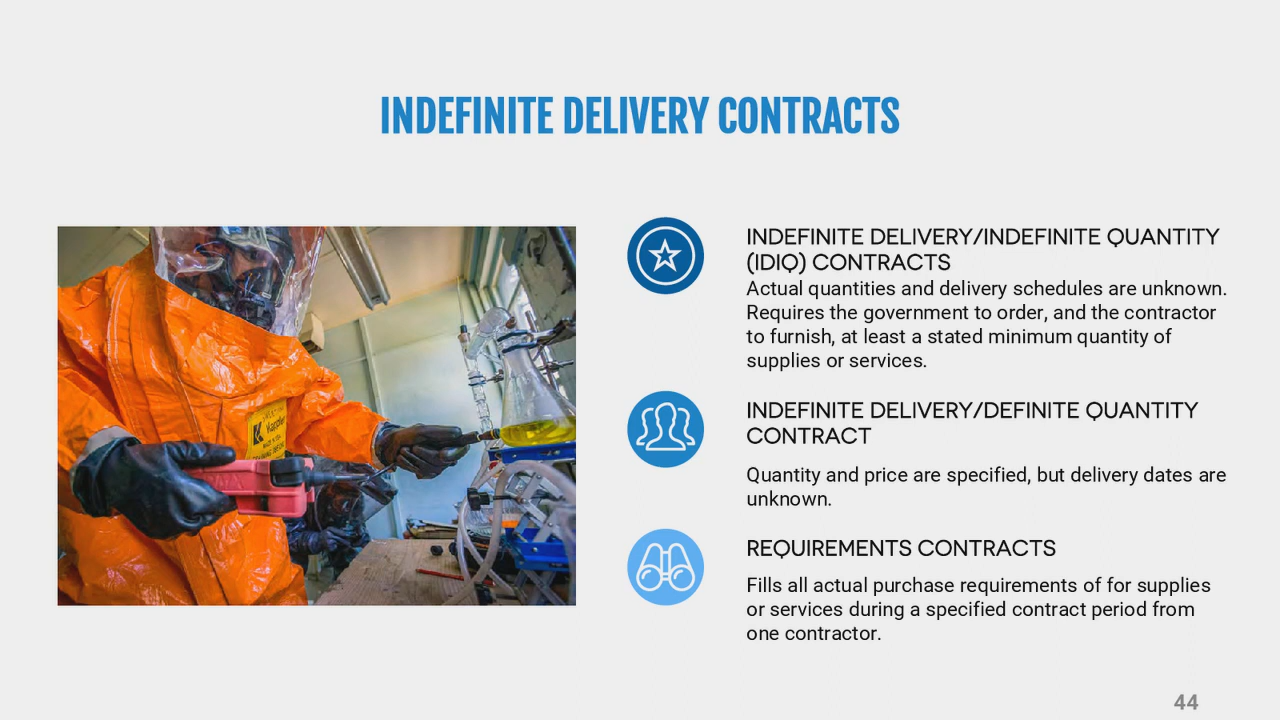 INDEFINITE DELIVERY CONTRACTS
INDEFINITE DELIVERY/INDEFINITE QUANTITY
(IDIQ) CONTRACTS
Actual quantities and delivery schedules are unknown.
Requires the government to order, and the contractor
to furnish, at least a stated minimum quantity of
supplies or services.
INDEFINITE DELIVERY/DEFINITE QUANTITY
CONTRACT
Quantity and price are specified, but delivery dates are
unknown.
REQUIREMENTS CONTRACTS
Fills all actual purchase requirements of for supplies
or services during a specified contract period from
one contractor.
Kappler
44